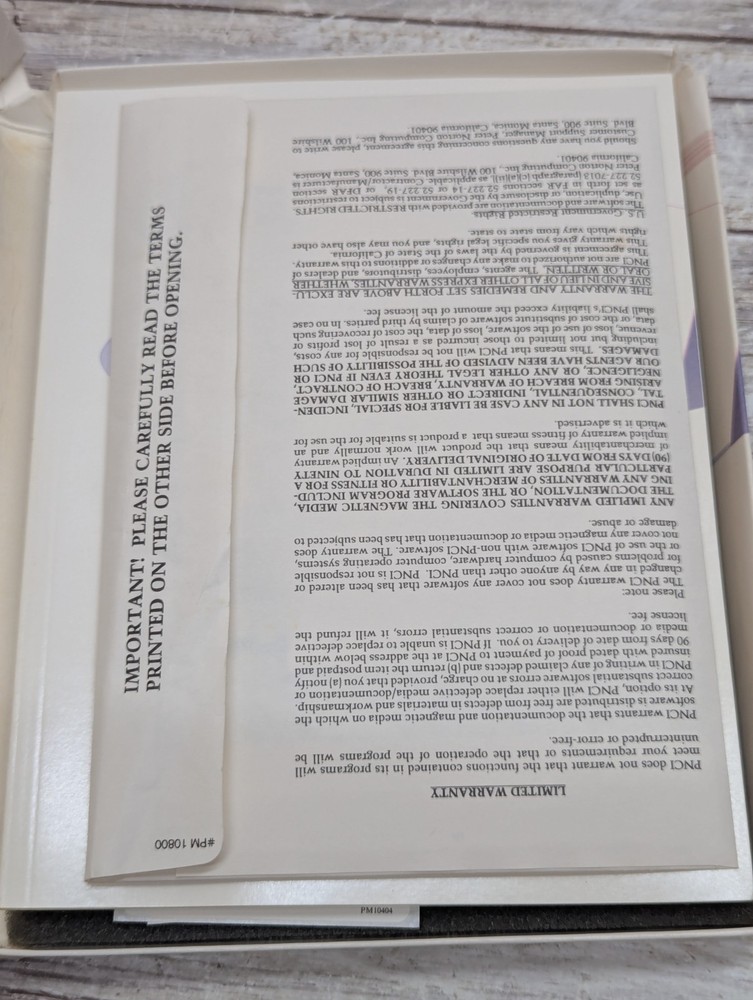 IMPORTANT! PLEASE CAREFULLY READ THE TERMS
PRINTED ON THE OTHER SIDE BEFORE OPENING.
#PM 10800
LIMITED WARRANTY
PNCI does not warrant that the functions contained in its programs will
meet your requirements or that the operation of the programs will be
uninterrupted or error-free.
PNCI warrants that the documentation and magnetic media on which the
software is distributed are free from defects in materials and workmanship.
At its option, PNCI will either replace defective media/documentation or
correct substantial software errors at no charge, provided that you (a) notify
PNCI in writing of any claimed defects and (b) return the item postpaid and
insured with dated proof of payment to PNCI at the address below within
90 days from date of delivery to you. If PNCI is unable to replace defective
media or documentation or correct substantial errors, it will refund the
license fee.
Please note:
The PNCI warranty does not cover any software that has been altered or
changed in any way by anyone other than PNCI. PNCI is not responsible
for problems caused by computer hardware, computer operating systems,
or the use of PNCI software with non-PNCI software. The warranty does
not cover any magnetic media or documentation that has been subjected to
damage or abuse.
ANY IMPLIED WARRANTIES COVERING THE MAGNETIC MEDIA,
THE DOCUMENTATION, OR THE SOFTWARE PROGRAM INCLUD-
ING ANY WARRANTIES OF MERCHANTABILITY OR FITNESS FOR A
PARTICULAR PURPOSE ARE LIMITED IN DURATION TO NINETY
(90) DAYS FROM DATE OF ORIGINAL DELIVERY. An implied warranty
of merchantability means that the product will work normally and an
implied warranty of fitness means that a product is suitable for the use for
which it is advertised.
PNCI SHALL NOT IN ANY CASE BE LIABLE FOR SPECIAL, INCIDEN-
TAL, CONSEQUENTIAL, INDIRECT OR OTHER SIMILAR DAMAGE
ARISING FROM BREACH OF WARRANTY, BREACH OF CONTRACT,
NEGLIGENCE, OR ANY OTHER LEGAL THEORY EVEN IF PNCI OR
OUR AGENTS HAVE BEEN ADVISED OF THE POSSIBILITY OF SUCH
DAMAGES. This means that PNCI will not be responsible for any costs,
including but not limited to those incurred as a result of lost profits or
revenue, loss of use of the software, loss of data, the cost of recovering such
data, or the cost of substitute software of claims by third parties. In no case
shall PNCI's liability exceed the amount of the license fee.
THE WARRANTY AND REMEDIES SET FORTH ABOVE ARE EXCLU-
SIVE AND IN LIEU OF ALL OTHER EXPRESS WARRANTIES, WHETHER
ORAL OR WRITTEN. The agents, employees, distributors, and dealers of
PNCI are not authorized to make any changes or additions to this warranty.
This agreement is governed by the laws of the State of California.
This warranty gives you specific legal rights, and you may also have other
rights which vary from state to state.
U.S. Government Restricted Rights
The software and documentation are provided with RESTRICTED RIGHTS.
Use, duplication, or disclosure by the Government is subject to restrictions
as set forth in FAR sections 52.227-14 or 52.227-19, or DFAR section
52.227-7013 as applicable. Contractor/Manufacturer is
Peter Norton Computing Inc., 100 Wilshire Blvd. Suite 900, Santa Monica,
California 90401.
Should you have any questions concerning this agreement, please write to
Customer Support Manager, Peter Norton Computing Inc., 100 Wilshire
Blvd. Suite 900, Santa Monica, California 90401.
PM10404